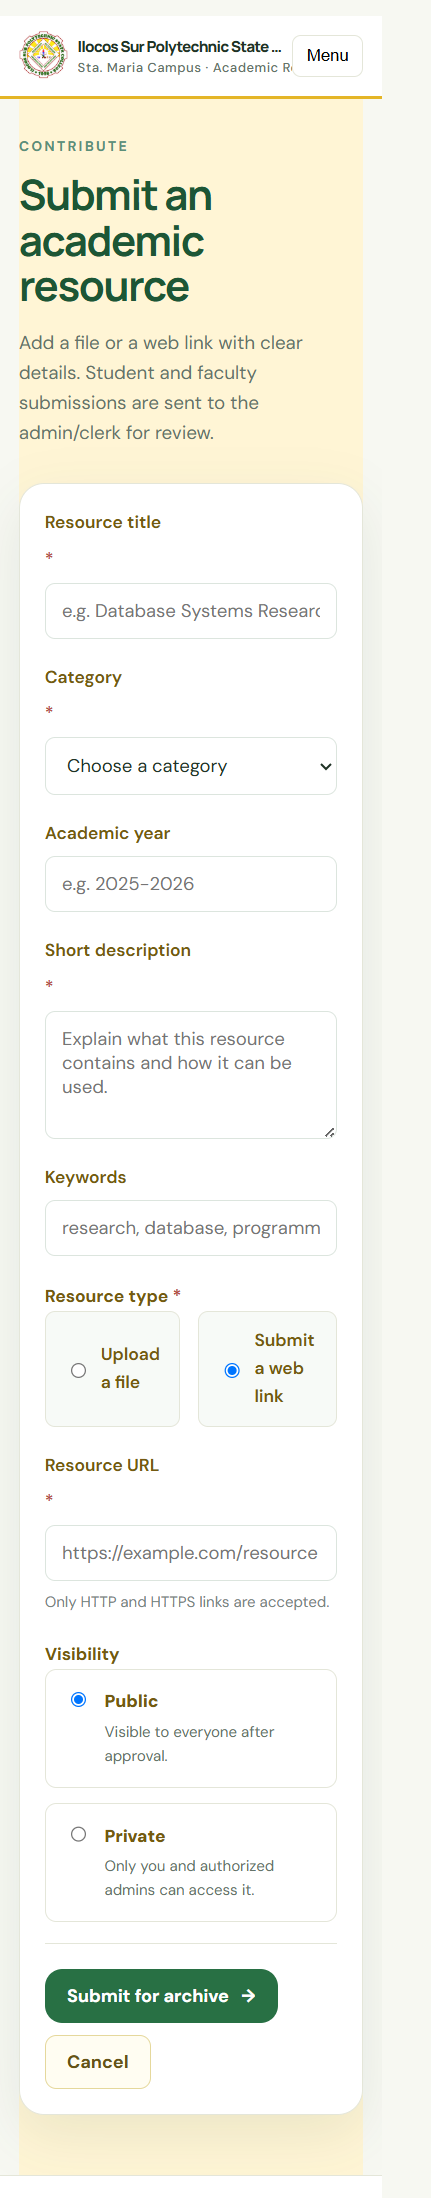 Ilocos Sur Polytechnic State ...
Sta. Maria Campus · Academic R
Menu
CONTRIBUTE
Submit an
academic
resource
Add a file or a web link with clear
details. Student and faculty
submissions are sent to the
admin/clerk for review.
Resource title
*
e.g. Database Systems Researc
Category
*
Choose a category
Academic year
e.g. 2025-2026
Short description
*
Explain what this resource
contains and how it can be
used.
Keywords
research, database, programm
Resource type *
Upload
a file
Submit
a web
link
Resource URL
*
https://example.com/resource
Only HTTP and HTTPS links are accepted.
Visibility
Public
Visible to everyone after
approval.
Private
Only you and authorized
admins can access it.
Submit for archive →
Cancel